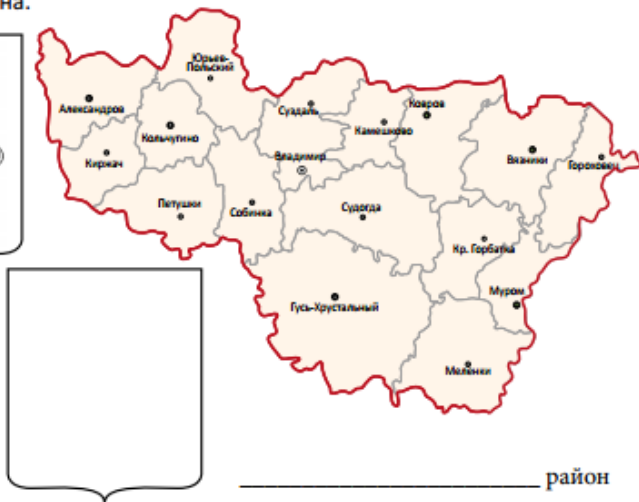 на.
Юрьев-
Польский
Александров
Кольчугино
Суздаль
Камешково
Ковров
Киржач
Владимир
Вязники
Гороховец
Петушки
Собинка
Судогда
Кр. Горбатка
Гусь-Хрустальный
Муром
Меленки
район